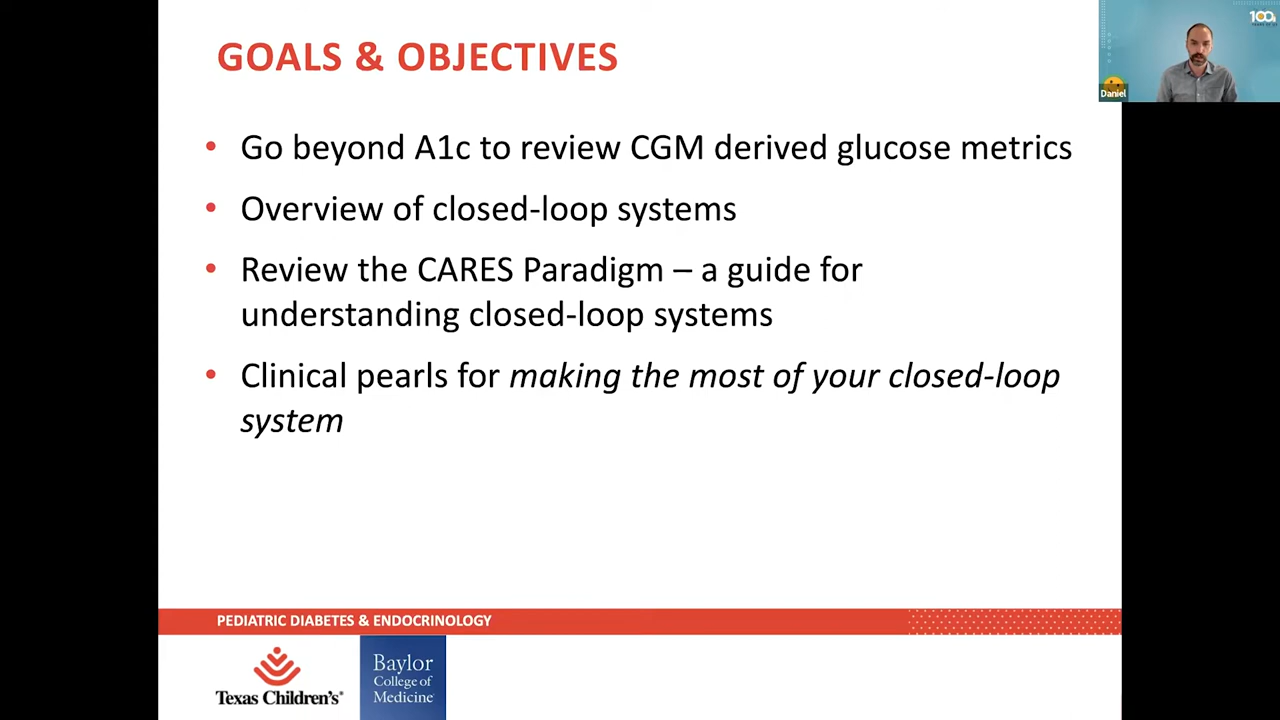 GOALS & OBJECTIVES
• Go beyond A1c to review CGM derived glucose metrics
• Overview of closed-loop systems
• Review the CARES Paradigm – a guide for
understanding closed-loop systems
• Clinical pearls for making the most of your closed-loop
system
PEDIATRIC DIABETES & ENDOCRINOLOGY
Texas Children's®
Baylor
College of
Medicine
Daniel
100